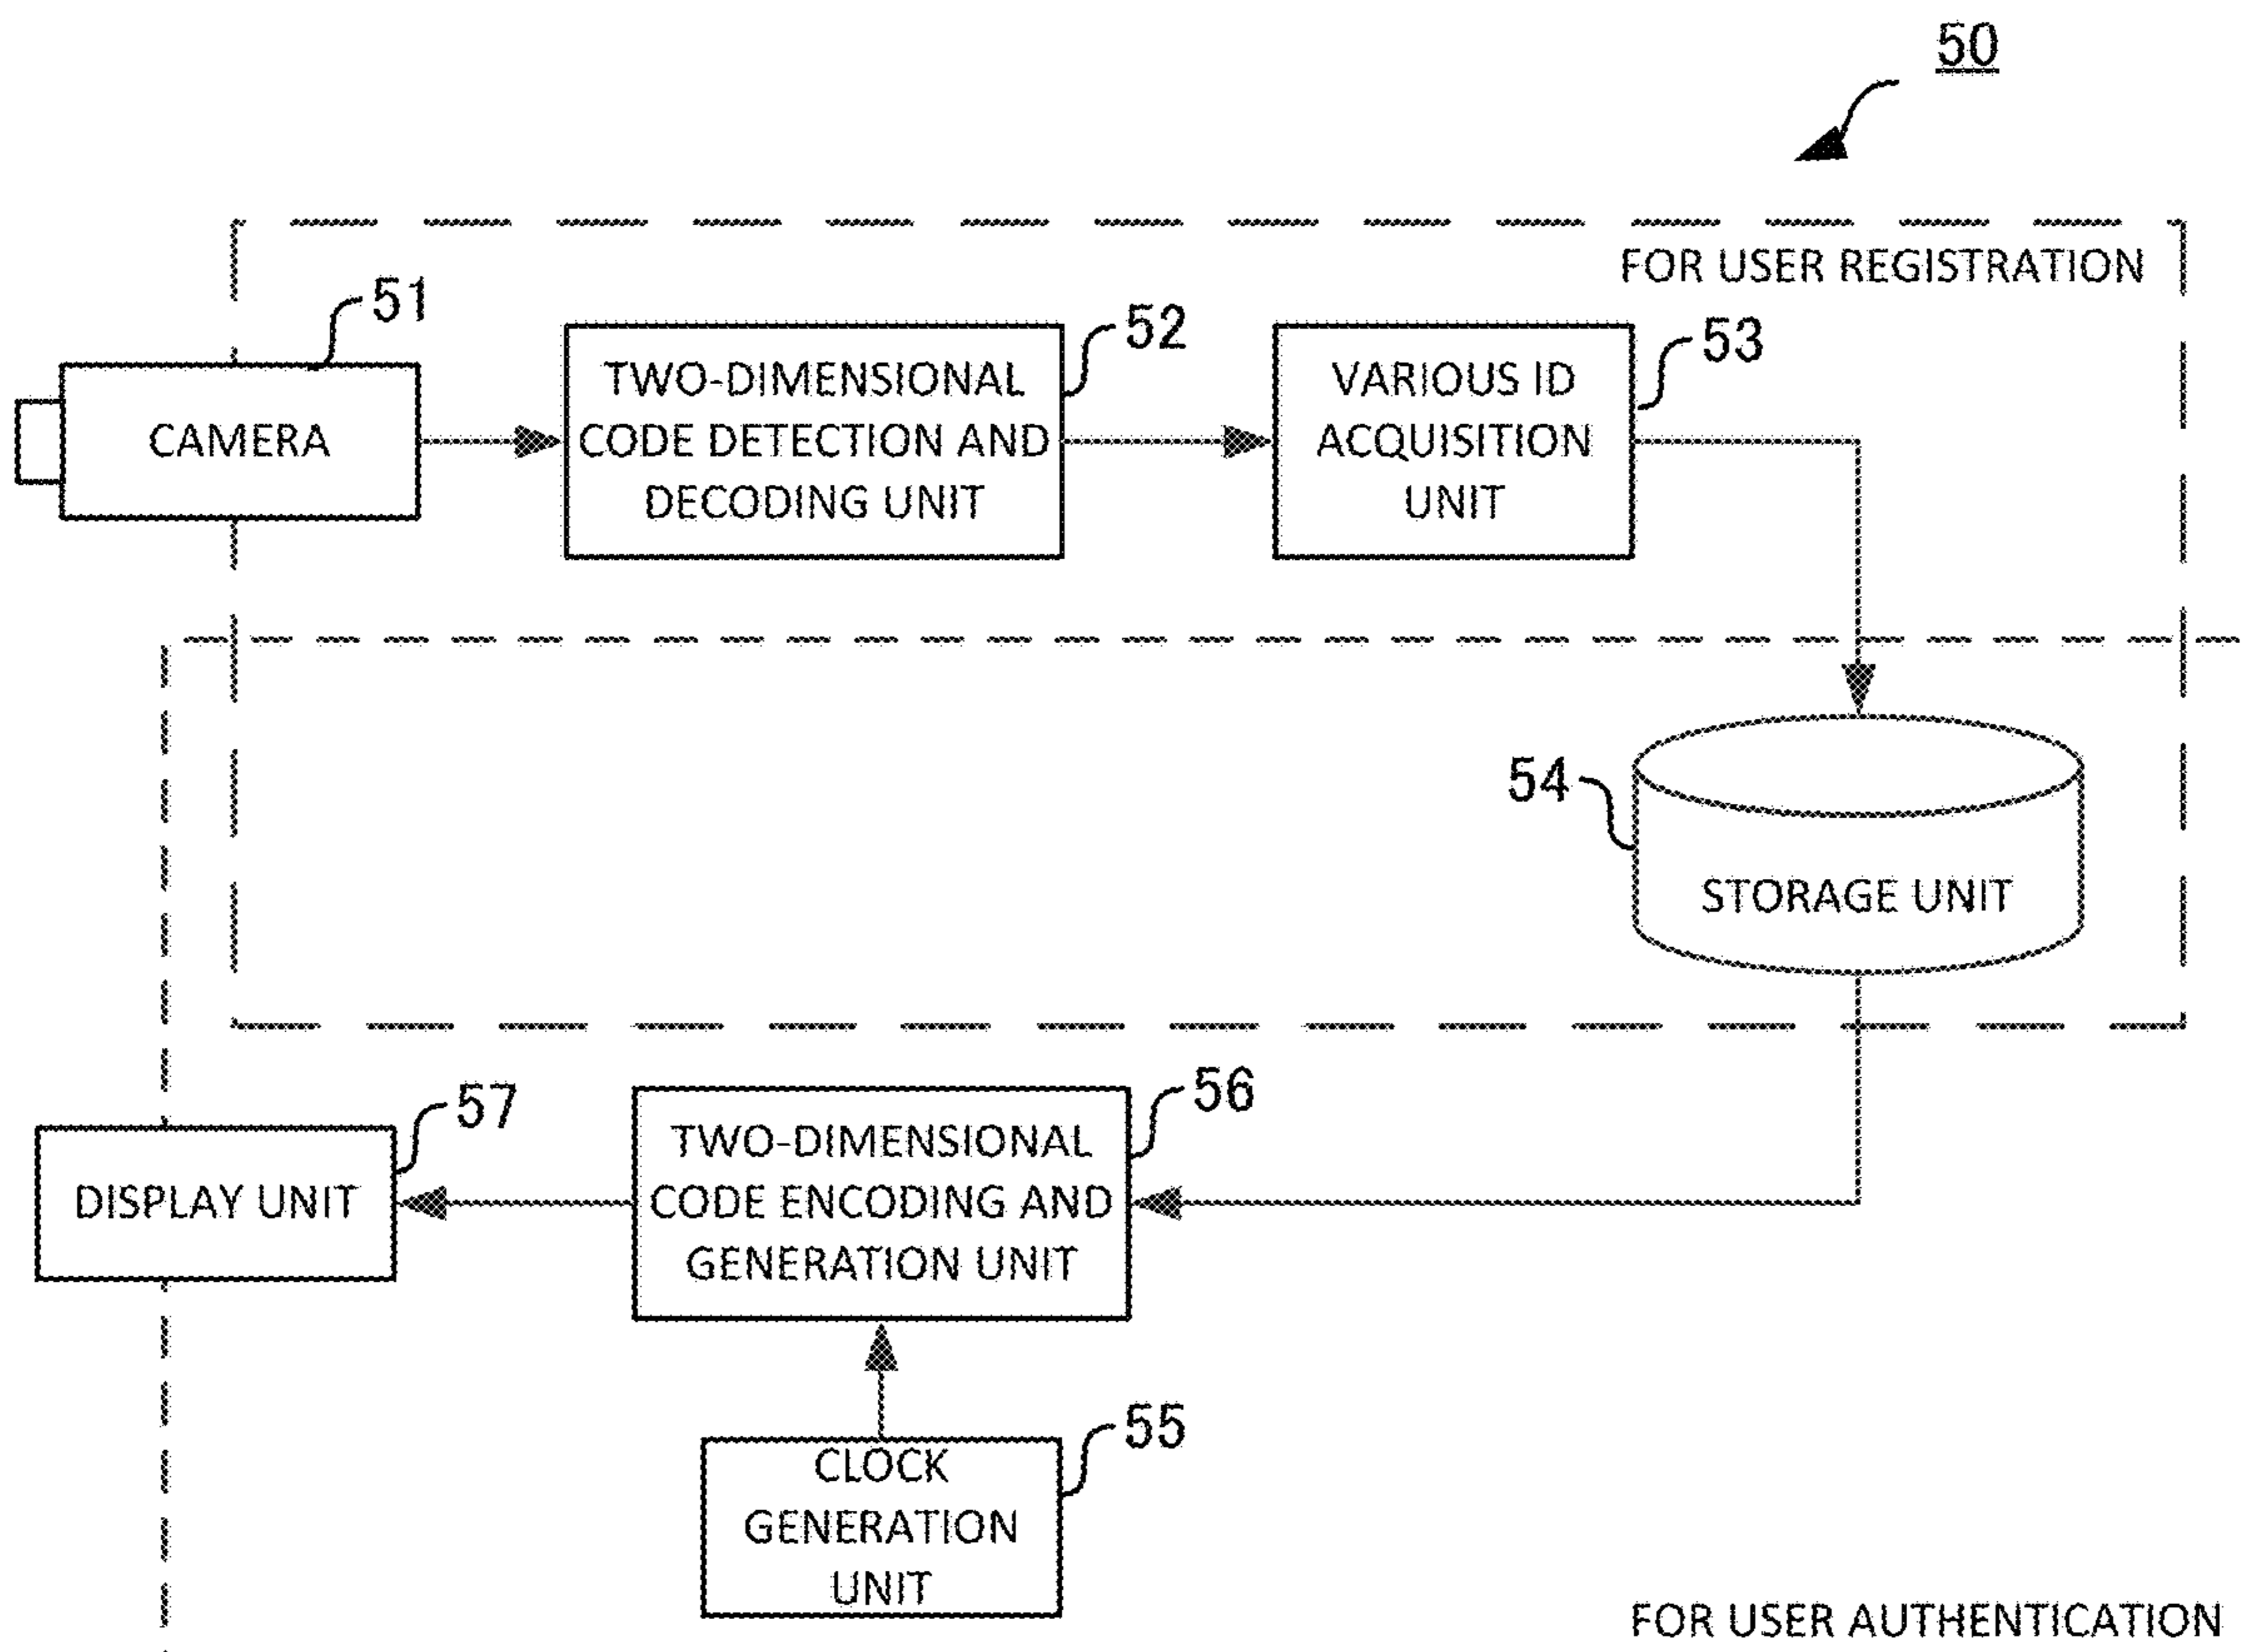 50
FOR USER REGISTRATION
51
52
53
CAMERA
TWO-DIMENSIONAL
CODE DETECTION AND
DECODING UNIT
VARIOUS ID
ACQUISITION
UNIT
54
STORAGE UNIT
57
56
DISPLAY UNIT
TWO-DIMENSIONAL
CODE ENCODING AND
GENERATION UNIT
55
CLOCK
GENERATION
UNIT
FOR USER AUTHENTICATION